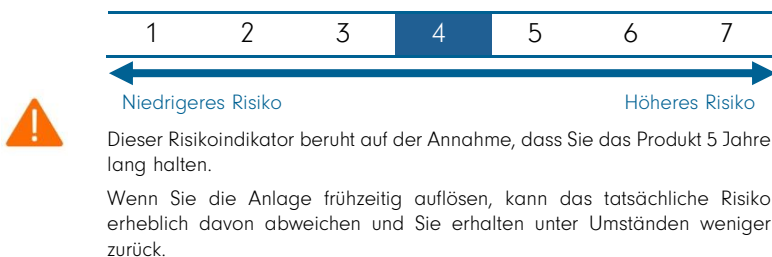 1 2 3 4 5 6 7
Niedrigeres Risiko Höheres Risiko
Dieser Risikoindikator beruht auf der Annahme, dass Sie das Produkt 5 Jahre
lang halten.
Wenn Sie die Anlage frühzeitig auflösen, kann das tatsächliche Risiko
erheblich davon abweichen und Sie erhalten unter Umständen weniger
zurück.